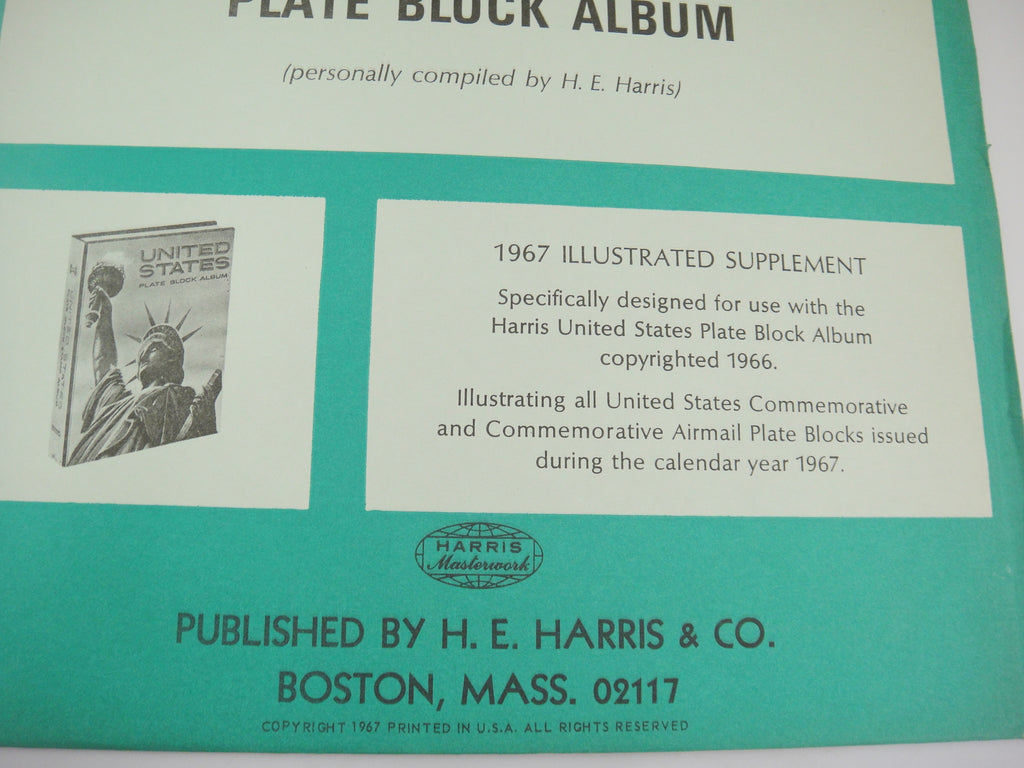 PLATE BLOCK ALBUM
(personally compiled by H. E. Harris)
UNITED
STATES
PLATE BLOCK ALBUM
1967 ILLUSTRATED SUPPLEMENT
Specifically designed for use with the
Harris United States Plate Block Album
copyrighted 1966.
Illustrating all United States Commemorative
and Commemorative Airmail Plate Blocks issued
during the calendar year 1967.
HARRIS
Masterwork
PUBLISHED BY H. E. HARRIS & CO.
BOSTON, MASS. 02117
COPYRIGHT 1967 PRINTED IN U.S.A. ALL RIGHTS RESERVED